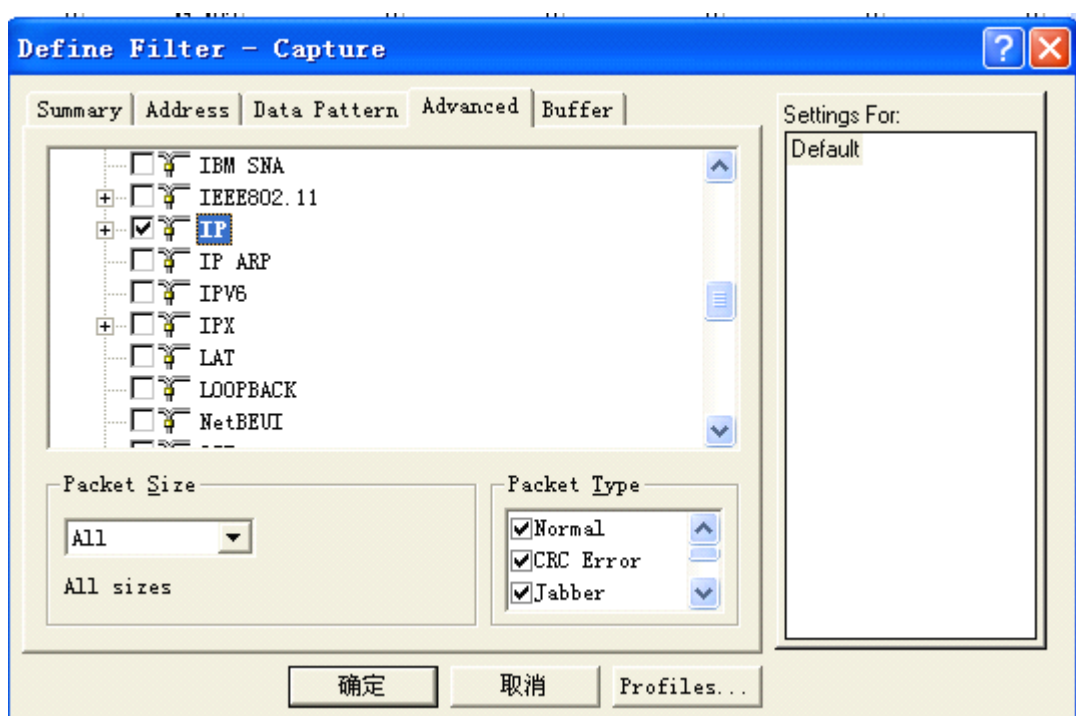 Define Filter - Capture
Summary Address Data Pattern Advanced Buffer
Settings For:
Default
IBM SNA
IEEE802.11
IP
IP ARP
IPV6
IPX
LAT
LOOPBACK
NetBEUI
Packet Size
All
All sizes
Packet Type
Normal
CRC Error
Jabber
确定 取消 Profiles...